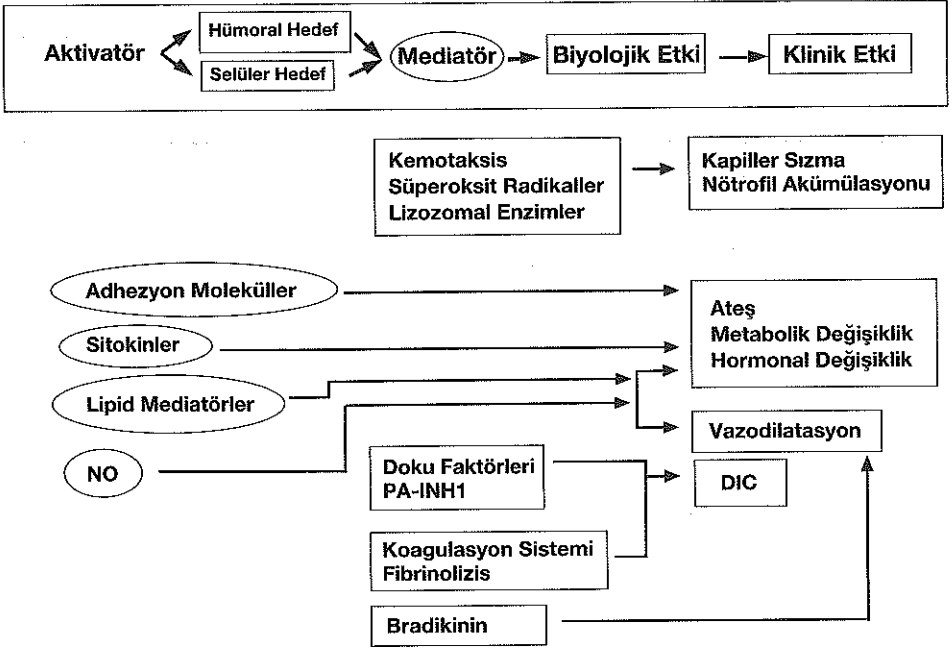 Aktivatör
Hümoral Hedef
Selüler Hedef
Mediatör
Biyolojik Etki
Klinik Etki
Kemotaksis
Süperoksit Radikaller
Lizozomal Enzimler
Kapiller Sızma
Nötrofil Akümülasyonu
Adhezyon Moleküller
Sitokinler
Lipid Mediatörler
NO
Ateş
Metabolik Değişiklik
Hormonal Değişiklik
Vazodilatasyon
Doku Faktörleri
PA-INH1
DIC
Koagulasyon Sistemi
Fibrinolizis
Bradikinin